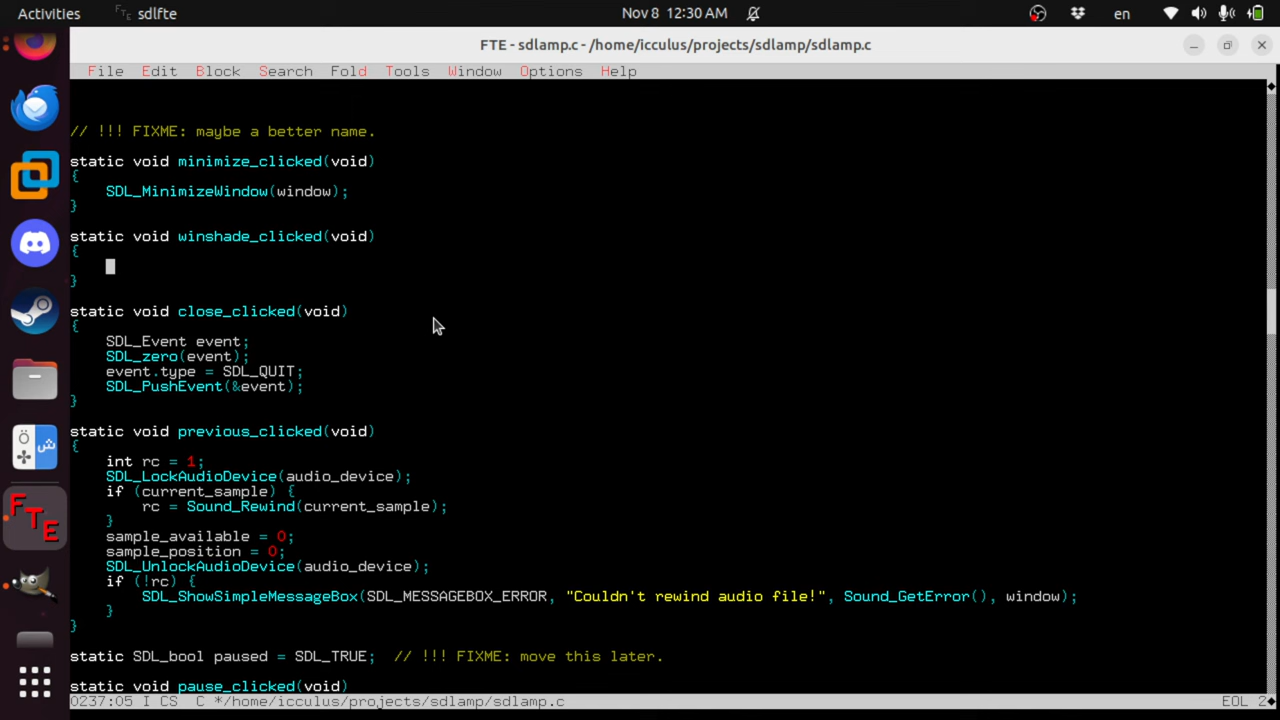 Activities
FTE sdlfte
Nov 8 12:30 AM
en
FTE - sdlamp.c - /home/icculus/projects/sdlamp/sdlamp.c
File Edit Block Search Fold Tools Window Options Help
// !!! FIXME: maybe a better name.
static void minimize_clicked(void)
{
SDL_MinimizeWindow(window);
}
static void winshade_clicked(void)
{
}
static void close_clicked(void)
{
SDL_Event event;
SDL_zero(event);
event.type = SDL_QUIT;
SDL_PushEvent(&event);
}
static void previous_clicked(void)
{
int rc = 1;
SDL_LockAudioDevice(audio_device);
if (current_sample) {
rc = Sound_Rewind(current_sample);
}
sample_available = 0;
sample_position = 0;
SDL_UnlockAudioDevice(audio_device);
if (!rc) {
SDL_ShowSimpleMessageBox(SDL_MESSAGEBOX_ERROR, "Couldn't rewind audio file!", Sound_GetError(), window);
}
}
static SDL_bool paused = SDL_TRUE; // !!! FIXME: move this later.
static void pause_clicked(void)
0237:05 I CS C */home/icculus/projects/sdlamp/sdlamp.c
EOL 2
Ö ش
FTE